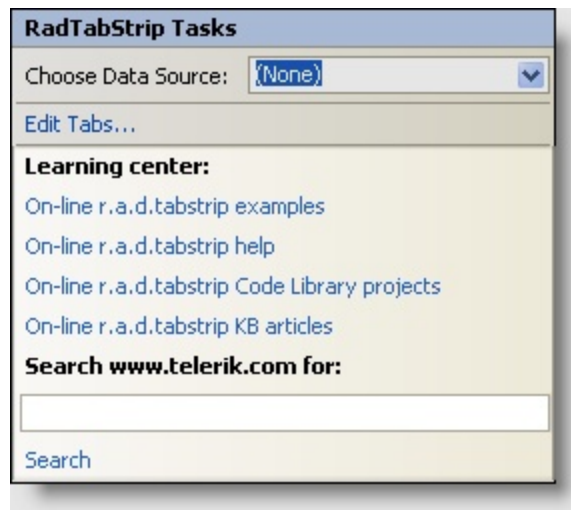 RadTabStrip Tasks
Choose Data Source: (None)
Edit Tabs...
Learning center:
On-line r.a.d.tabstrip examples
On-line r.a.d.tabstrip help
On-line r.a.d.tabstrip Code Library projects
On-line r.a.d.tabstrip KB articles
Search www.telerik.com for:
Search